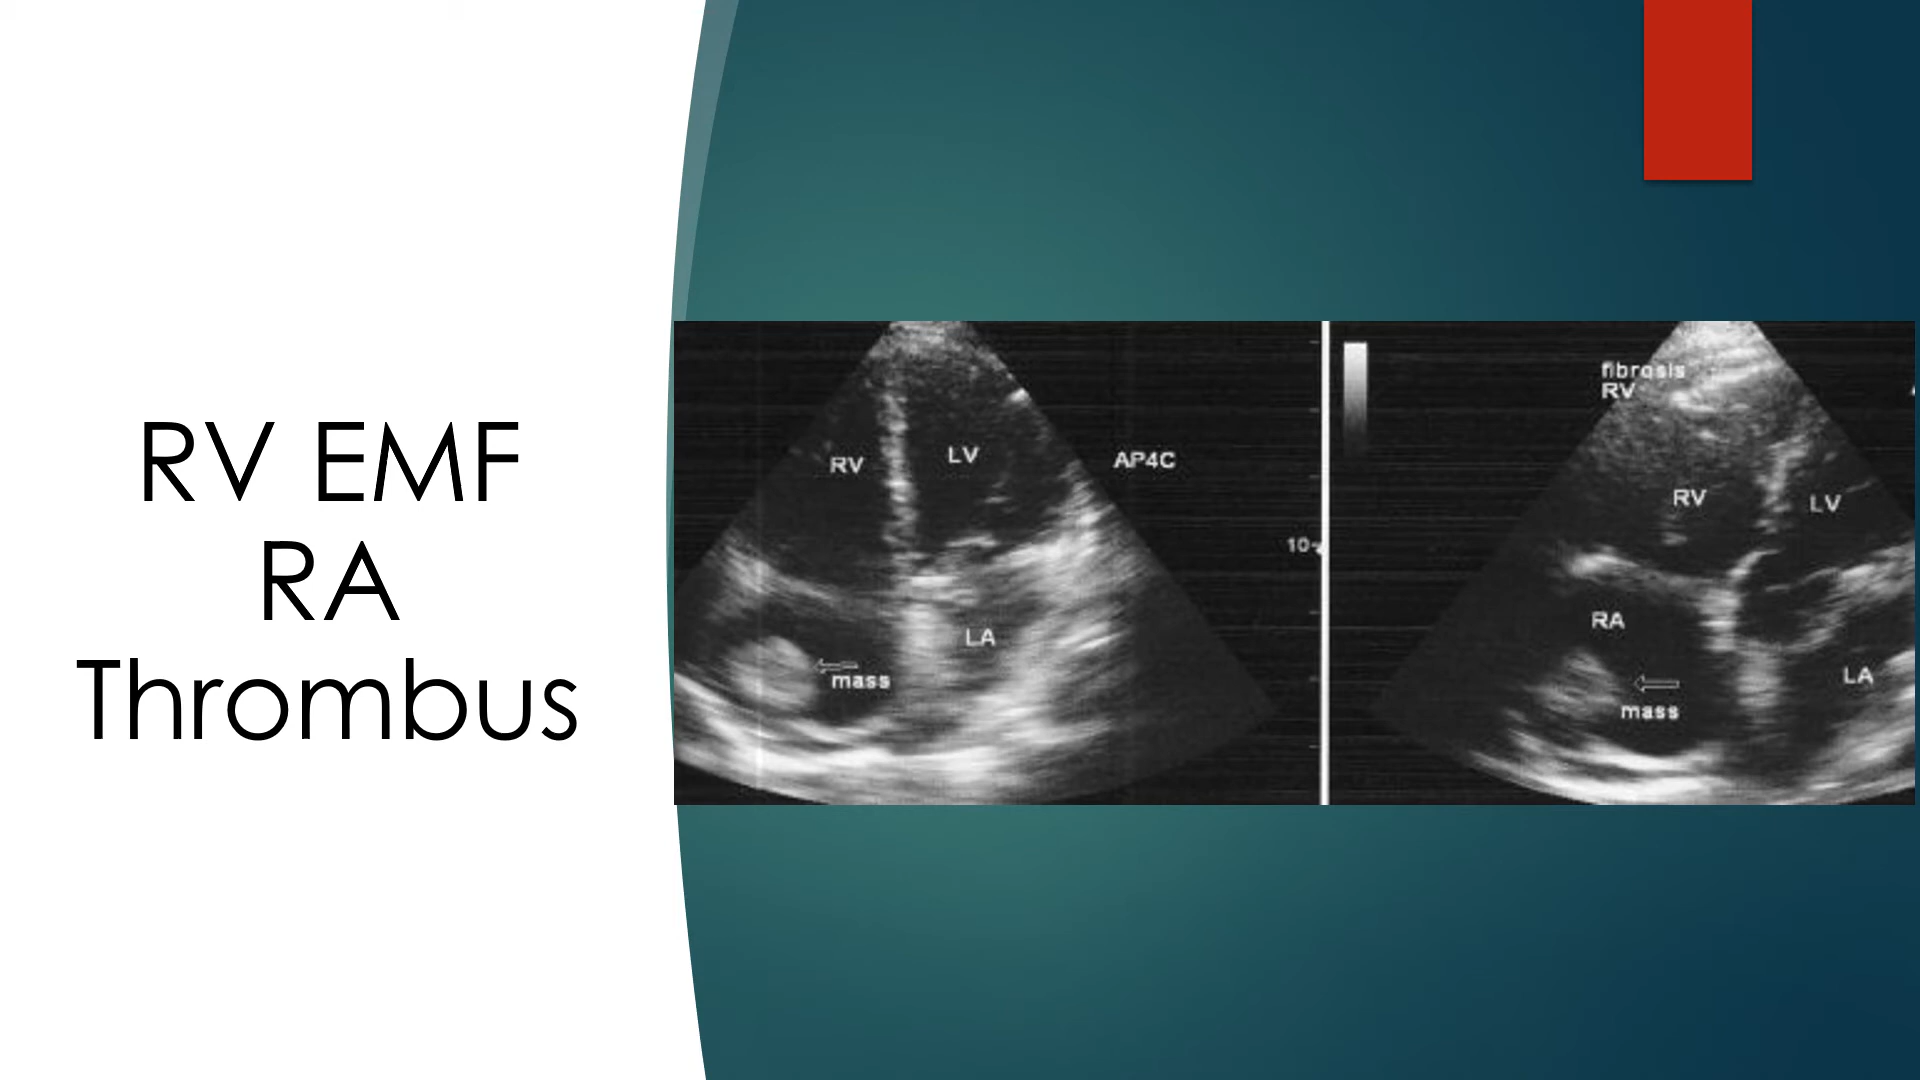 RV EMF
RA
Thrombus
RV
LV
AP4C
LA
mass
10
fibrosis
RV
RV
LV
RA
LA
mass